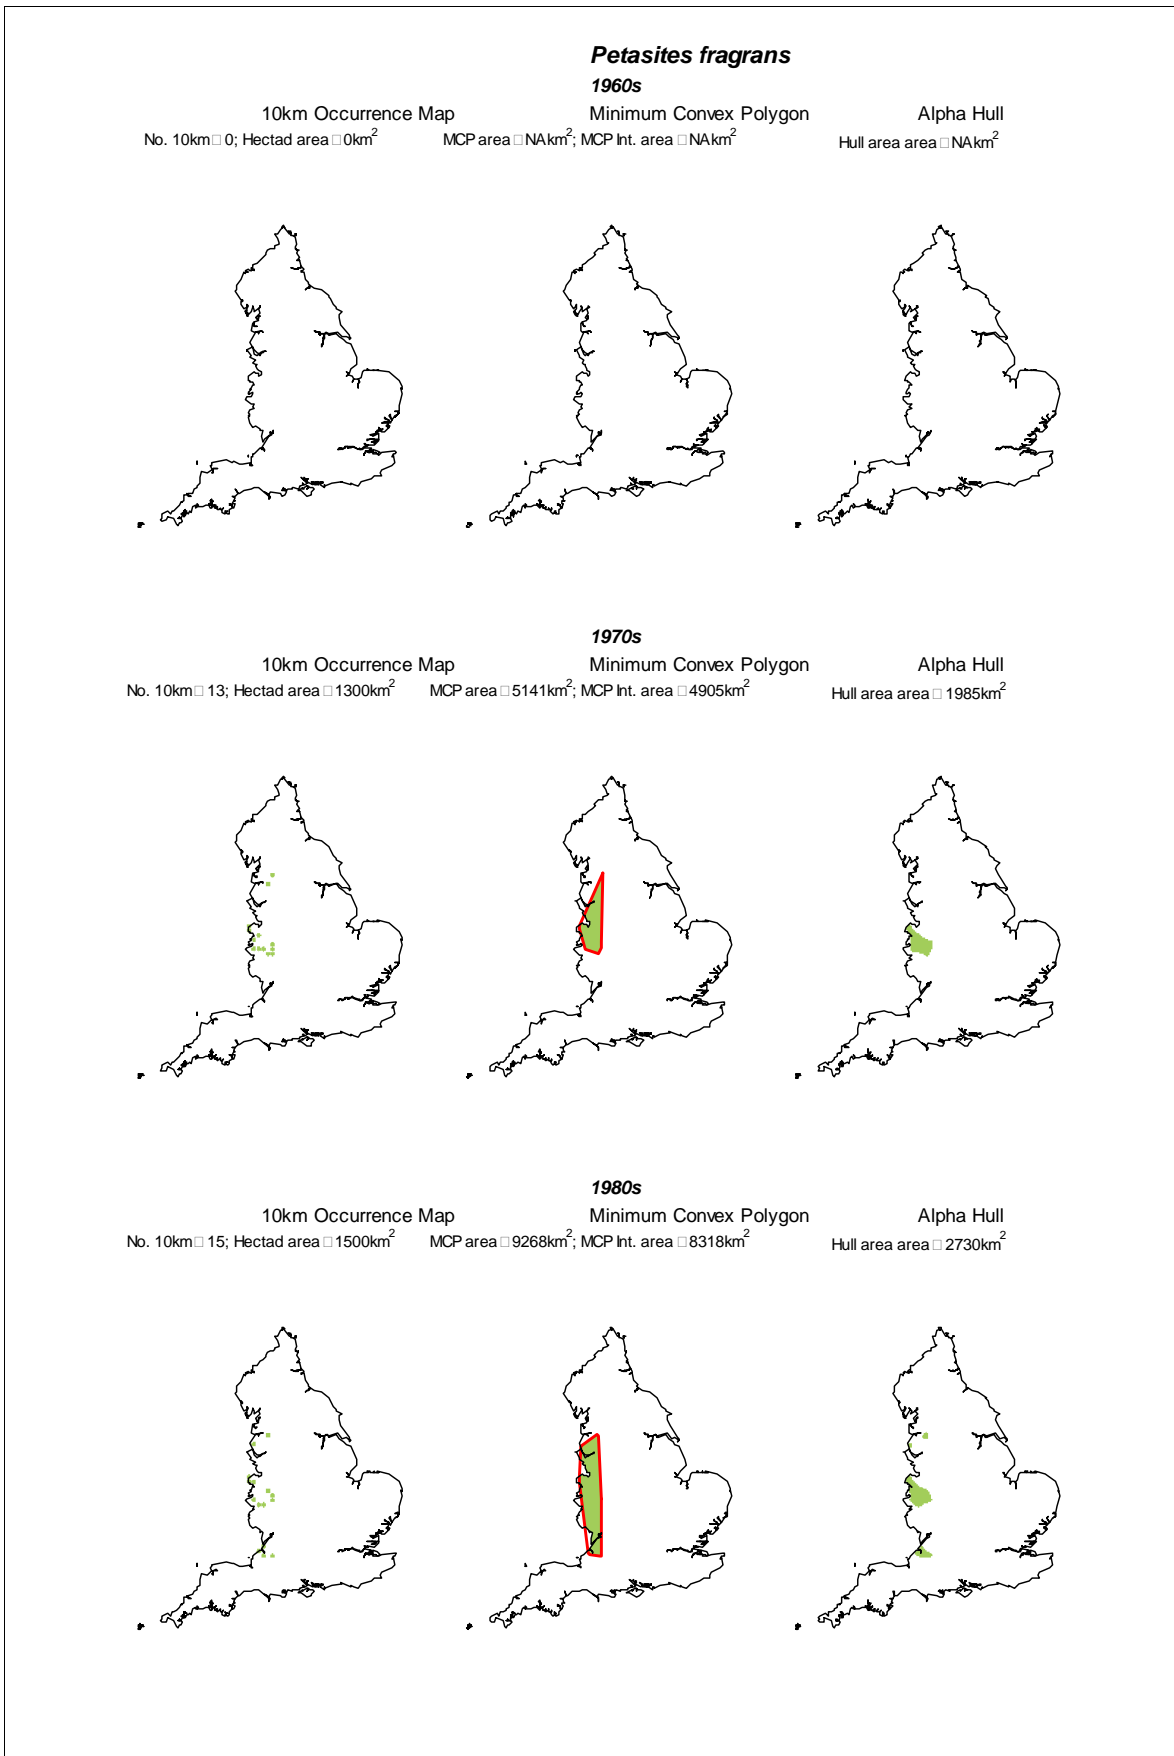 Petasites fragrans
1960s
10km Occurrence Map Minimum Convex Polygon Alpha Hull
No. 10km□0; Hectad area□0km² MCP area□NAkm²; MCP Int. area□NAkm² Hull area area□NAkm²
1970s
10km Occurrence Map Minimum Convex Polygon Alpha Hull
No. 10km□13; Hectad area□1300km² MCP area□5141km²; MCP Int. area□4905km² Hull area area□1985km²
1980s
10km Occurrence Map Minimum Convex Polygon Alpha Hull
No. 10km□15; Hectad area□1500km² MCP area□9268km²; MCP Int. area□8318km² Hull area area□2730km²